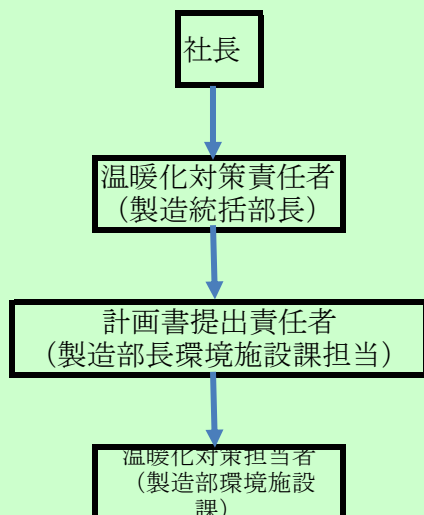 社長
温暖化対策責任者
（製造統括部長）
計画書提出責任者
（製造部長環境施設課担当）
温暖化対策担当者
（製造部環境施設
課）